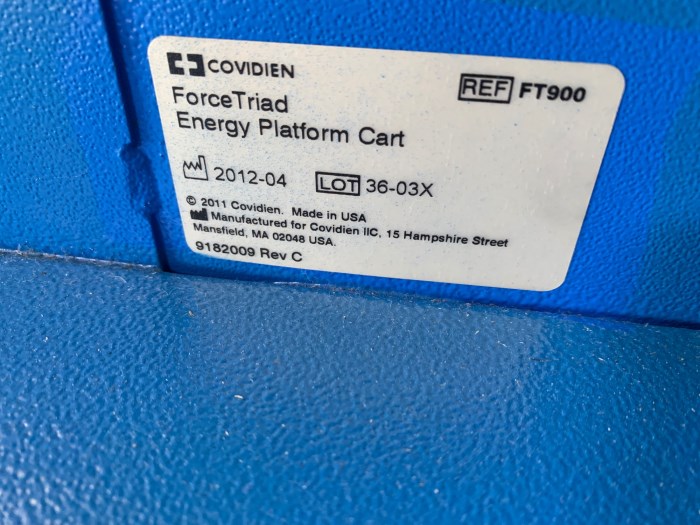 COVIDIEN
REF FT900
ForceTriad
Energy Platform Cart
2012-04 LOT 36-03X
© 2011 Covidien. Made in USA
Manufactured for Covidien IIC, 15 Hampshire Street
Mansfield, MA 02048 USA.
9182009 Rev C